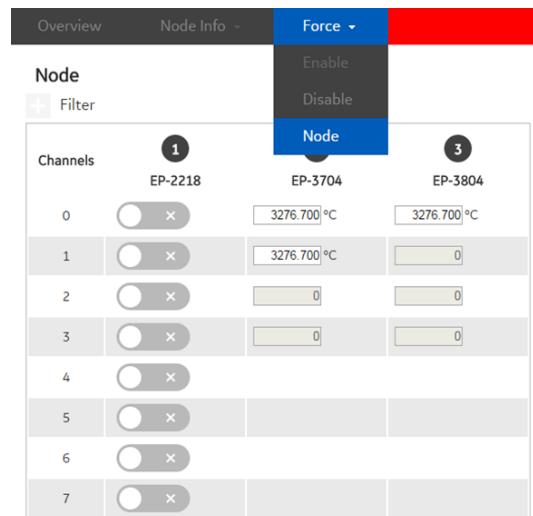 Overview Node Info Force
Enable
Disable
Node
Node
Filter
Channels 1 3
EP-2218 EP-3704 EP-3804
0 3276.700 °C 3276.700 °C
1 3276.700 °C 0
2 0 0
3 0 0
4
5
6
7